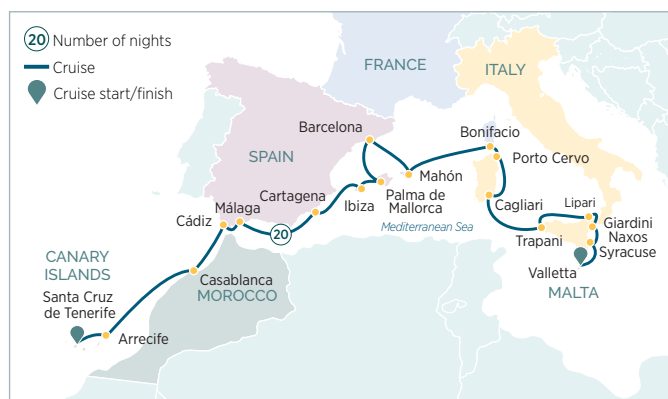 20 Number of nights
Cruise
Cruise start/finish
FRANCE
ITALY
Barcelona
Bonifacio
Porto Cervo
SPAIN
Mahón
Cartagena
Ibiza
Palma de
Mallorca
Cagliari
Lipari
Málaga
Cádiz
20
Mediterranean Sea
Trapani
Giardini
Naxos
Syracuse
CANARY
ISLANDS
Valletta
MALTA
Casablanca
MOROCCO
Santa Cruz
de Tenerife
Arrecife